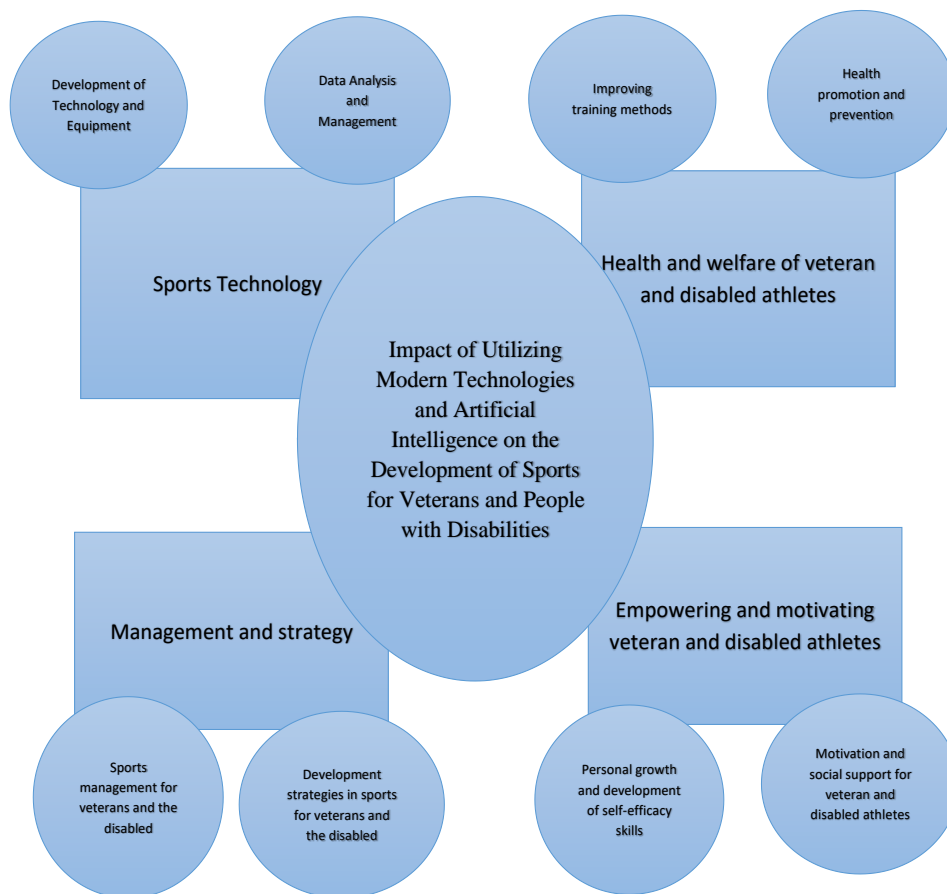 Development of
Technology and
Equipment
Data Analysis
and
Management
Improving
training methods
Health
promotion and
prevention
Sports Technology
Health and welfare of veteran
and disabled athletes
Impact of Utilizing
Modern Technologies
and Artificial
Intelligence on the
Development of Sports
for Veterans and People
with Disabilities
Management and strategy
Empowering and motivating
veteran and disabled athletes
Sports
management for
veterans and the
disabled
Development
strategies in sports
for veterans and
the disabled
Personal growth
and development
of self-efficacy
skills
Motivation and
social support for
veteran and
disabled athletes